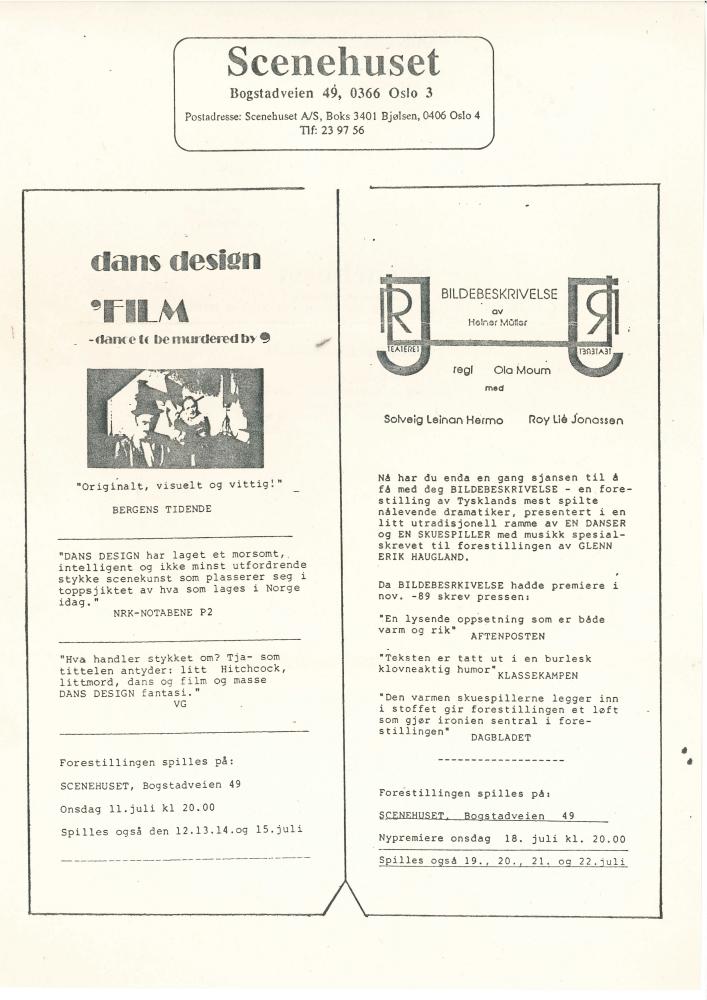 Scenehuset
Bogstadveien 49, 0366 Oslo 3
Postadresse: Scenehuset A/S, Boks 3401 Bjølsen, 0406 Oslo 4
Tlf: 23 97 56
dans design
'FILM
- dance to be murdered by 9
"Originalt, visuelt og vittig!"
BERGENS TIDENDE
"DANS DESIGN har laget et morsomt,
intelligent og ikke minst utfordrende
stykke scenekunst som plasserer seg i
toppsjiktet av hva som lages i Norge
idag."
NRK-NOTABENE P2
"Hva handler stykket om? Tja- som
tittelen antyder: litt Hitchcock,
littmord, dans og film og masse
DANS DESIGN fantasi."
VG
Forestillingen spilles på:
SCENEHUSET, Bogstadveien 49
Onsdag 11.juli kl 20.00
Spilles også den 12.13.14.og 15.juli
BILDEBESKRIVELSE
av
Heiner Müller
TEATERET
TEATERET
regi Ola Moum
med
Solveig Leinan Hermo Roy Lié Jonassen
Nå har du enda en gang sjansen til å
få med deg BILDEBESKRIVELSE - en fore-
stilling av Tysklands mest spilte
nålevende dramatiker, presentert i en
litt utradisjonell ramme av EN DANSER
og EN SKUESPILLER med musikk spesial-
skrevet til forestillingen av GLENN
ERIK HAUGLAND.
Da BILDEBESRKIVELSE hadde premiere i
nov. -89 skrev pressen:
"En lysende oppsetning som er både
varm og rik"
AFTENPOSTEN
"Teksten er tatt ut i en burlesk
klovneaktig humor" KLASSEKAMPEN
"Den varmen skuespillerne legger inn
i stoffet gir forestillingen et løft
som gjør ironien sentral i fore-
stillingen"
DAGBLADET
Forestillingen spilles på:
SCENEHUSET, Bogstadveien 49
Nypremiere onsdag 18. juli kl. 20.00
Spilles også 19., 20., 21. og 22.juli